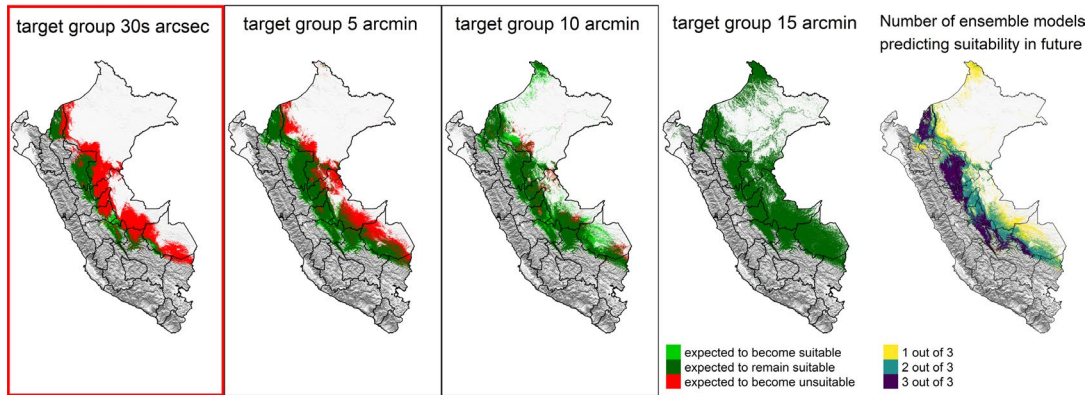 target group 30s arcsec
target group 5 arcmin
target group 10 arcmin
target group 15 arcmin
Number of ensemble models
predicting suitability in future
expected to become suitable
expected to remain suitable
expected to become unsuitable
1 out of 3
2 out of 3
3 out of 3